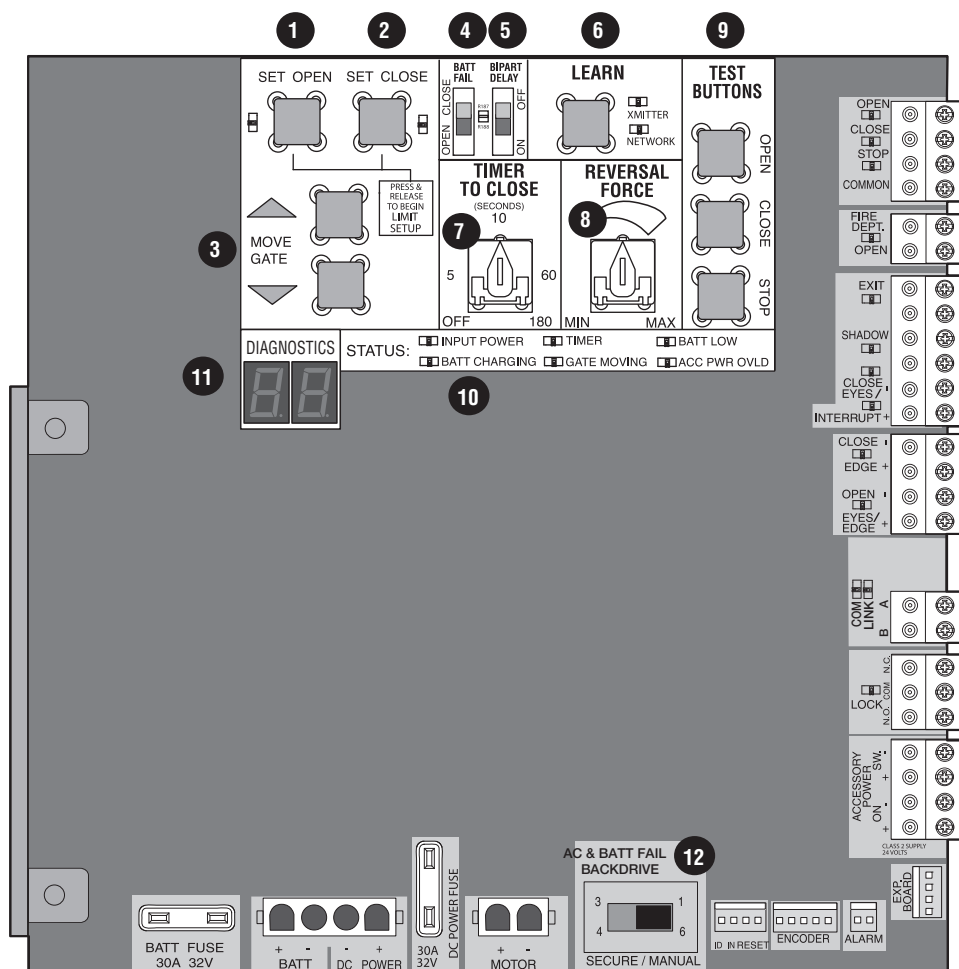 1
2
4
5
6
9
SET OPEN
SET CLOSE
BATT
FAIL
BIPART
DELAY
OPEN CLOSE
R187
R188
ON OFF
LEARN
XMITTER
NETWORK
TEST
BUTTONS
OPEN
CLOSE
STOP
PRESS &
RELEASE
TO BEGIN
LIMIT
SETUP
3
MOVE
GATE
TIMER
TO CLOSE
(SECONDS)
10
7
5
60
OFF
180
REVERSAL
FORCE
8
MIN
MAX
11
DIAGNOSTICS
88
STATUS:
INPUT POWER
TIMER
BATT LOW
BATT CHARGING
GATE MOVING
ACC PWR OVLD
10
OPEN
CLOSE
STOP
COMMON
FIRE
DEPT.
OPEN
EXIT
SHADOW
CLOSE
EYES/ -
INTERRUPT +
CLOSE -
EDGE +
OPEN -
EYES/
EDGE +
COM
LINK
A
B
N.C.
COM
N.O.
LOCK
ACCESSORY
POWER
SW. -
+
ON -
+
CLASS 2 SUPPLY
24 VOLTS
EXP.
BOARD
BATT FUSE
30A 32V
+ -
BATT
- +
DC POWER
DC POWER FUSE
30A
32V
+ -
MOTOR
AC & BATT FAIL
BACKDRIVE
12
3 1
4 6
SECURE / MANUAL
ID IN RESET
ENCODER
ALARM